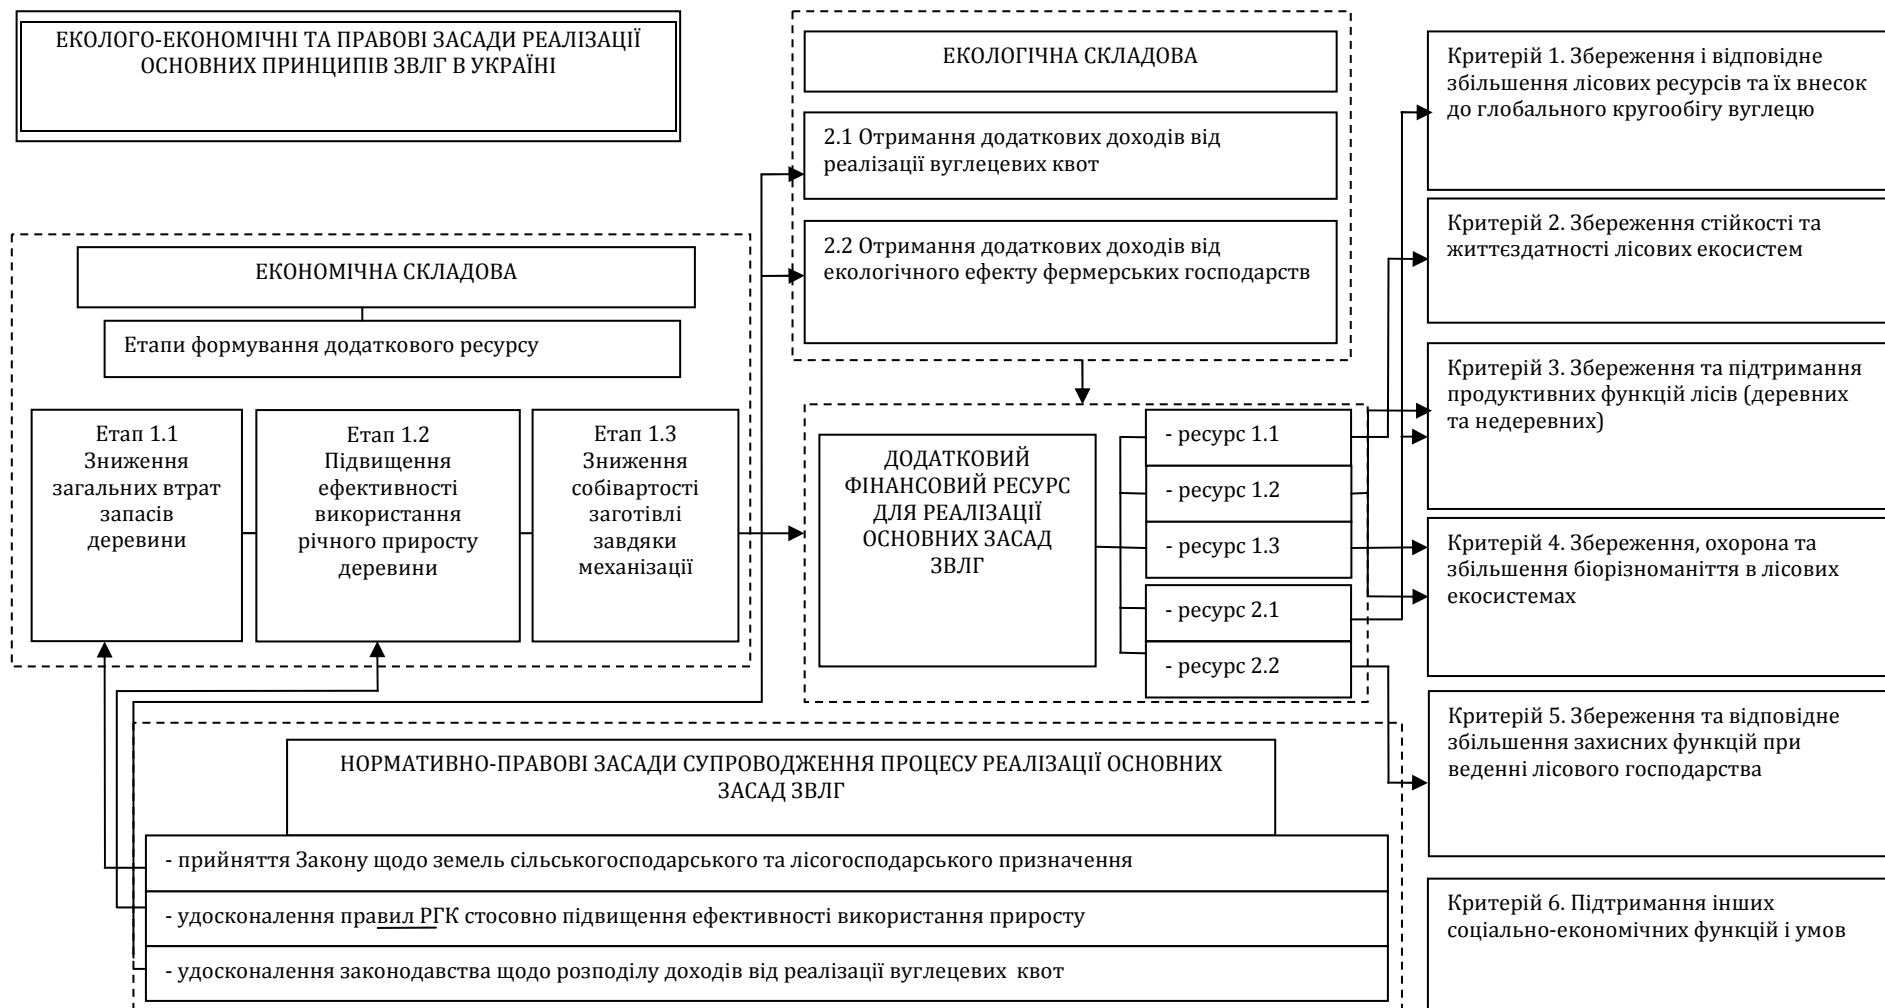 ЕКОЛОГО-ЕКОНОМІЧНІ ТА ПРАВОВІ ЗАСАДИ РЕАЛІЗАЦІЇ
ОСНОВНИХ ПРИНЦИПІВ ЗВЛГ В УКРАЇНІ
ЕКОНОМІЧНА СКЛАДОВА
Етапи формування додаткового ресурсу
Етап 1.1
Зниження
загальних втрат
запасів
деревини
Етап 1.2
Підвищення
ефективності
використання
річного приросту
деревини
Етап 1.3
Зниження
собівартості
заготівлі
завдяки
механізації
ЕКОЛОГІЧНА СКЛАДОВА
2.1 Отримання додаткових доходів від
реалізації вуглецевих квот
2.2 Отримання додаткових доходів від
екологічного ефекту фермерських господарств
ДОДАТКОВИЙ
ФІНАНСОВИЙ РЕСУРС
ДЛЯ РЕАЛІЗАЦІЇ
ОСНОВНИХ ЗАСАД
ЗВЛГ
- ресурс 1.1
- ресурс 1.2
- ресурс 1.3
- ресурс 2.1
- ресурс 2.2
Критерій 1. Збереження і відповідне
збільшення лісових ресурсів та їх внесок
до глобального кругообігу вуглецю
Критерій 2. Збереження стійкості та
життєздатності лісових екосистем
Критерій 3. Збереження та підтримання
продуктивних функцій лісів (деревних
та недеревних)
Критерій 4. Збереження, охорона та
збільшення біорізноманіття в лісових
екосистемах
Критерій 5. Збереження та відповідне
збільшення захисних функцій при
веденні лісового господарства
Критерій 6. Підтримання інших
соціально-економічних функцій і умов
НОРМАТИВНО-ПРАВОВІ ЗАСАДИ СУПРОВОДЖЕННЯ ПРОЦЕСУ РЕАЛІЗАЦІЇ ОСНОВНИХ
ЗАСАД ЗВЛГ
- прийняття Закону щодо земель сільськогосподарського та лісогосподарського призначення
- удосконалення правил РГК стосовно підвищення ефективності використання приросту
- удосконалення законодавства щодо розподілу доходів від реалізації вуглецевих квот